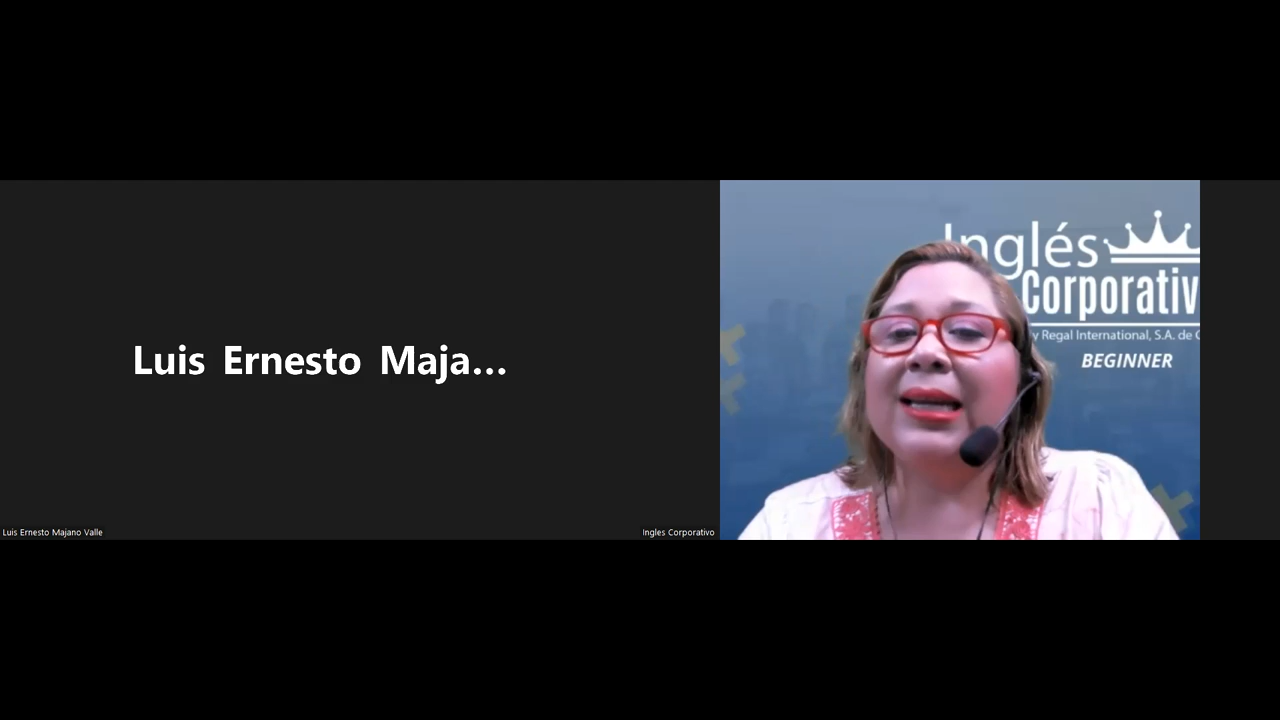 Luis Ernesto Maja...
Luis Ernesto Majano Valle
Ingles Corporativo
Inglés
Corporativ
y Regal International, S.A. de C
BEGINNER